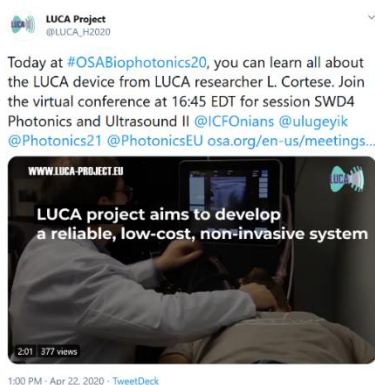 LUCA
LUCA Project
@LUCA_H2020
Today at #OSABiophotonics20, you can learn all about
the LUCA device from LUCA researcher L. Cortese. Join
the virtual conference at 16:45 EDT for session SWD4
Photonics and Ultrasound II @ICFOnians @ulugeyik
@Photonics21 @PhotonicsEU osa.org/en-us/meetings...
WWW.LUCA-PROJECT.EU
LUCA
LUCA project aims to develop
a reliable, low-cost, non-invasive system
2:01 377 views
1:00 PM · Apr 22, 2020 · TweetDeck